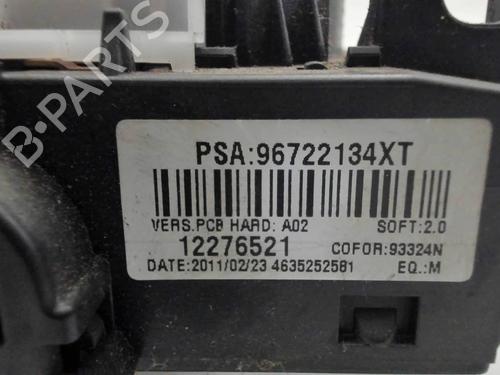 B-PARTS
PSA:96722134XT
VERS.PCB HARD: A02 SOFT:2.0
12276521 COFOR:93324N
DATE:2011/02/23 4635252581 EQ.:M